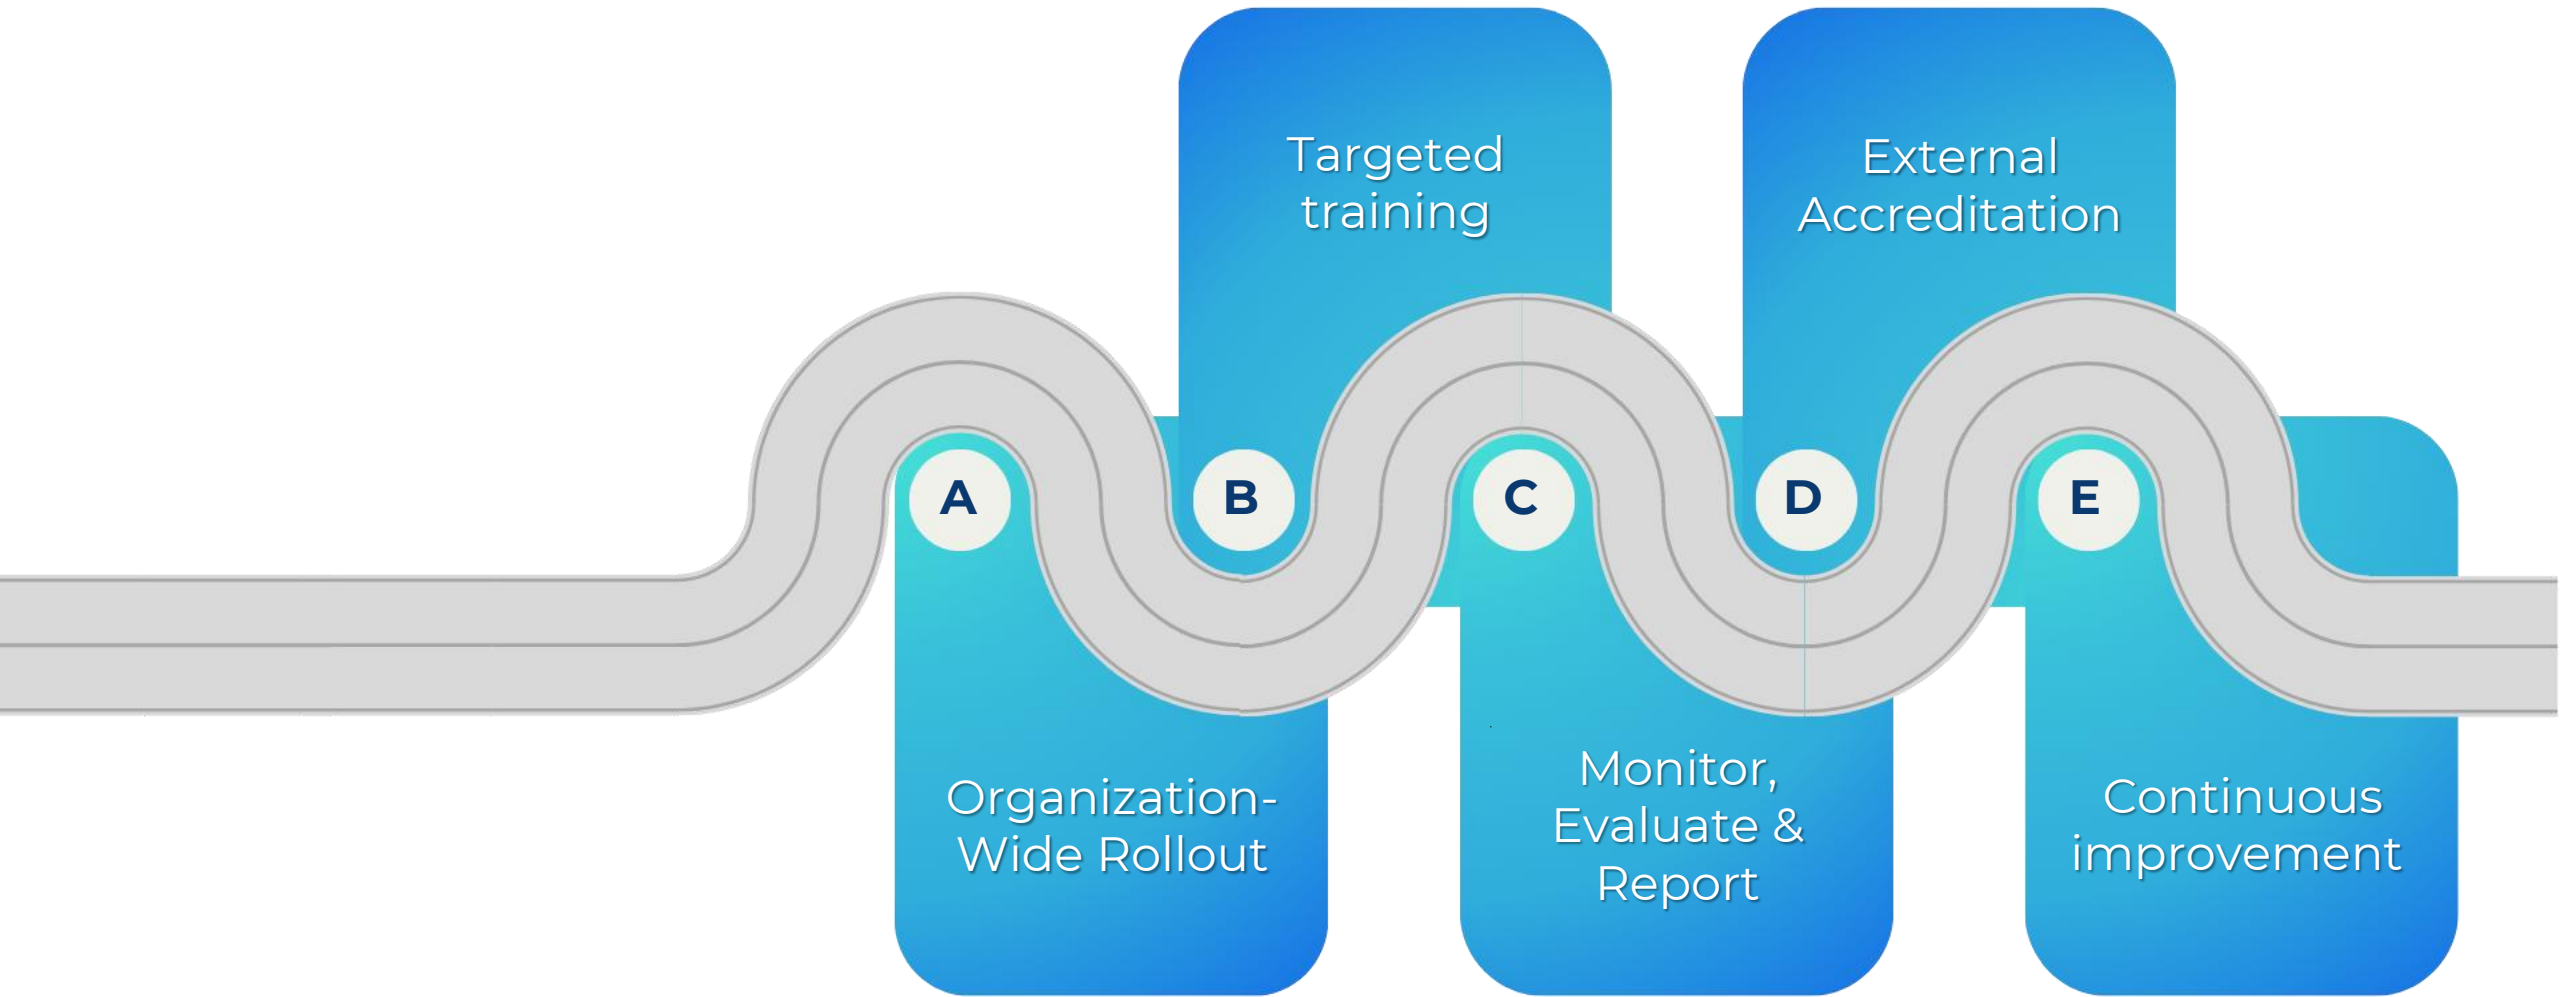 A
Organization-
Wide Rollout
B
Targeted
training
C
Monitor,
Evaluate &
Report
D
External
Accreditation
E
Continuous
improvement